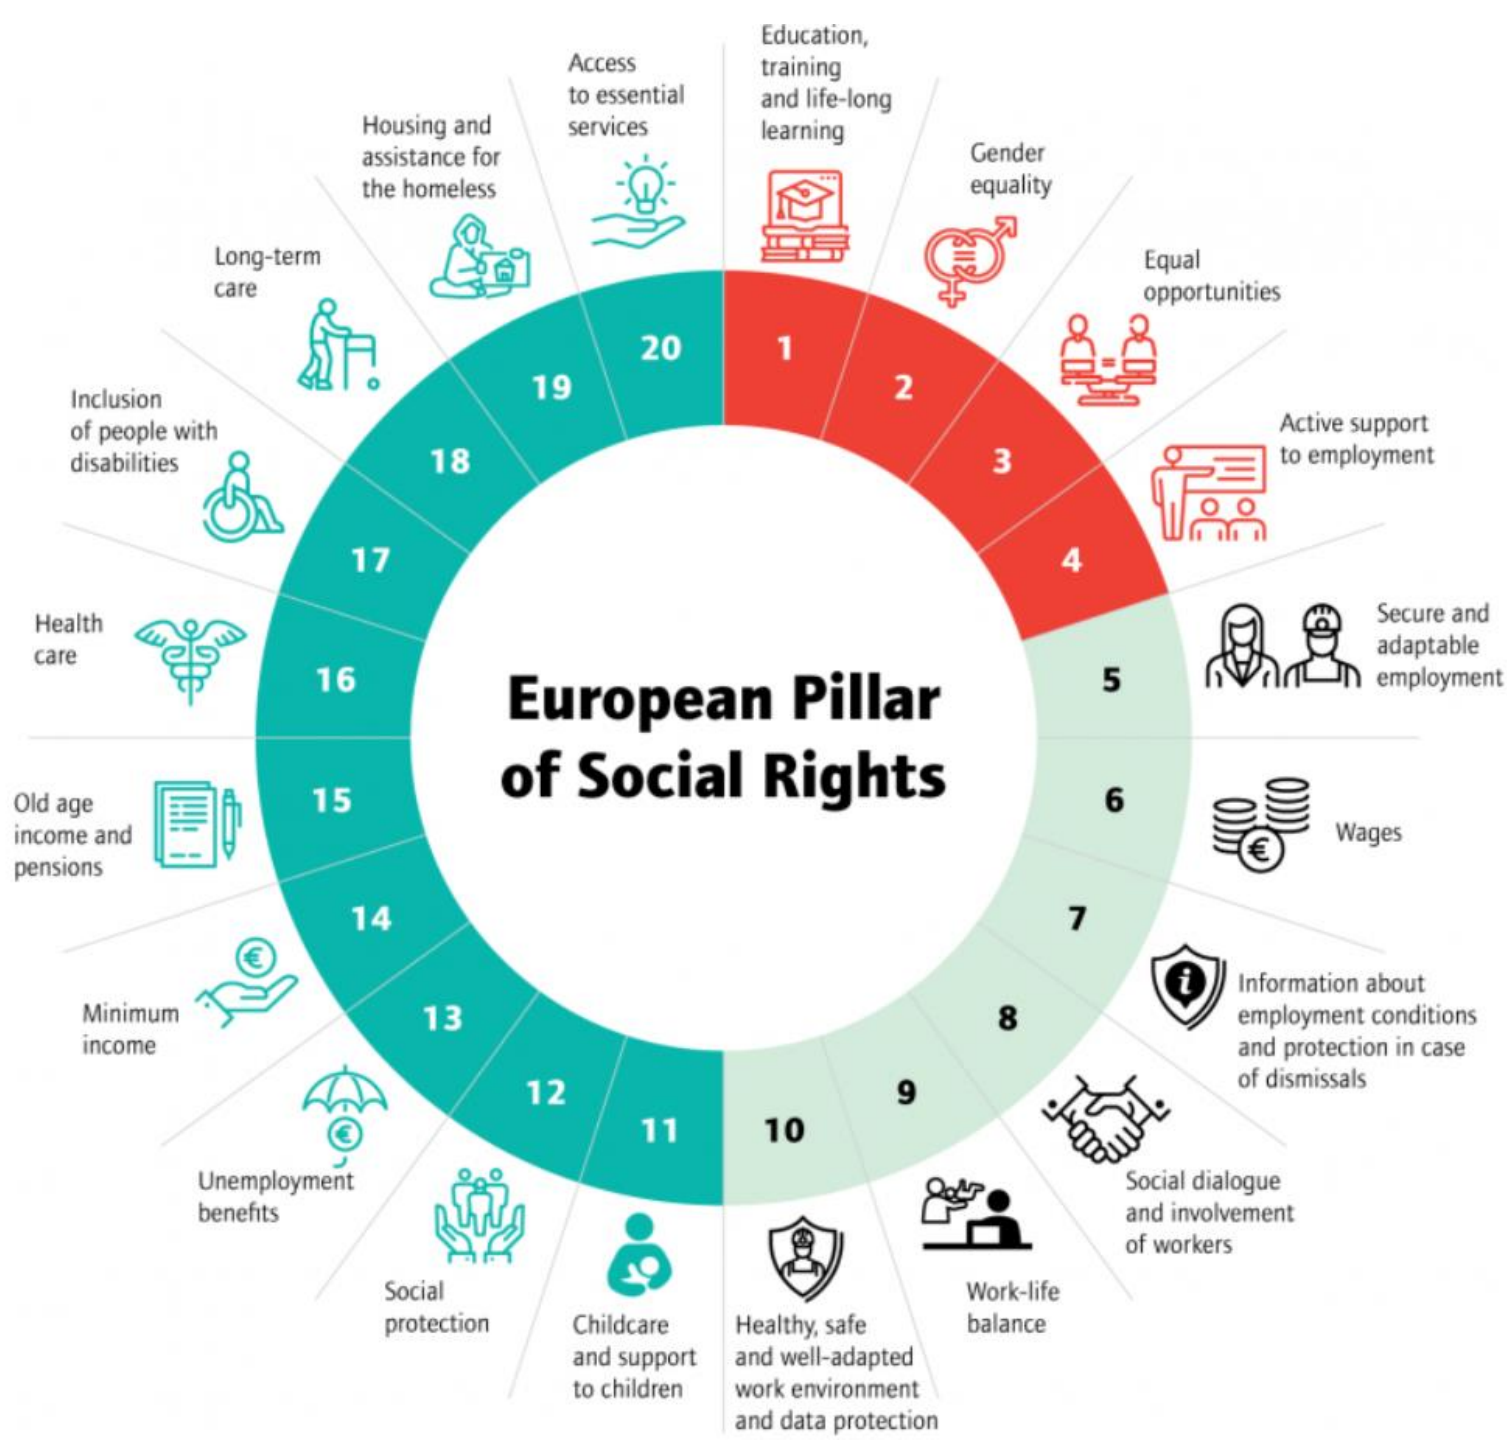 European Pillar
of Social Rights
1
Education,
training
and life-long
learning
2
Gender
equality
3
Equal
opportunities
4
Active support
to employment
5
Secure and
adaptable
employment
6
Wages
7
Information about
employment conditions
and protection in case
of dismissals
8
Social dialogue
and involvement
of workers
9
Work-life
balance
10
Healthy, safe
and well-adapted
work environment
and data protection
11
Childcare
and support
to children
12
Social
protection
13
Unemployment
benefits
14
Minimum
income
15
Old age
income and
pensions
16
Health
care
17
Inclusion
of people with
disabilities
18
Long-term
care
19
Housing and
assistance for
the homeless
20
Access
to essential
services
=
€
i
€
€